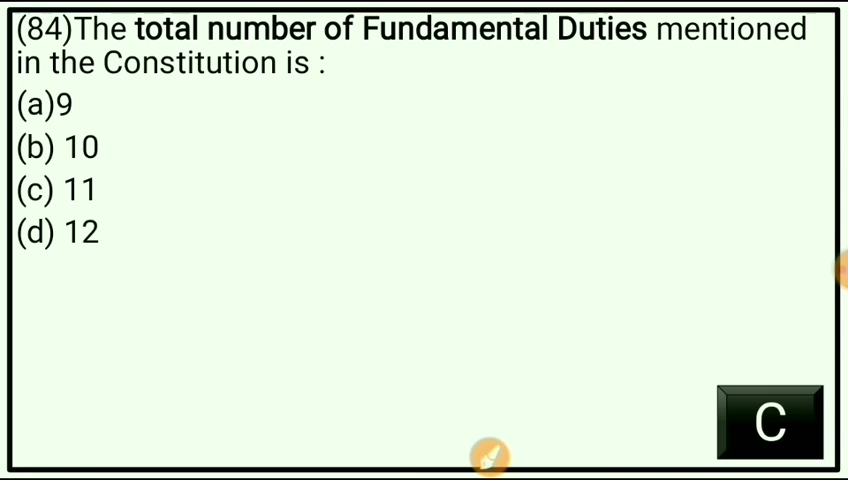 (84)The total number of Fundamental Duties mentioned
in the Constitution is :
(a)9
(b) 10
(c) 11
(d) 12
C